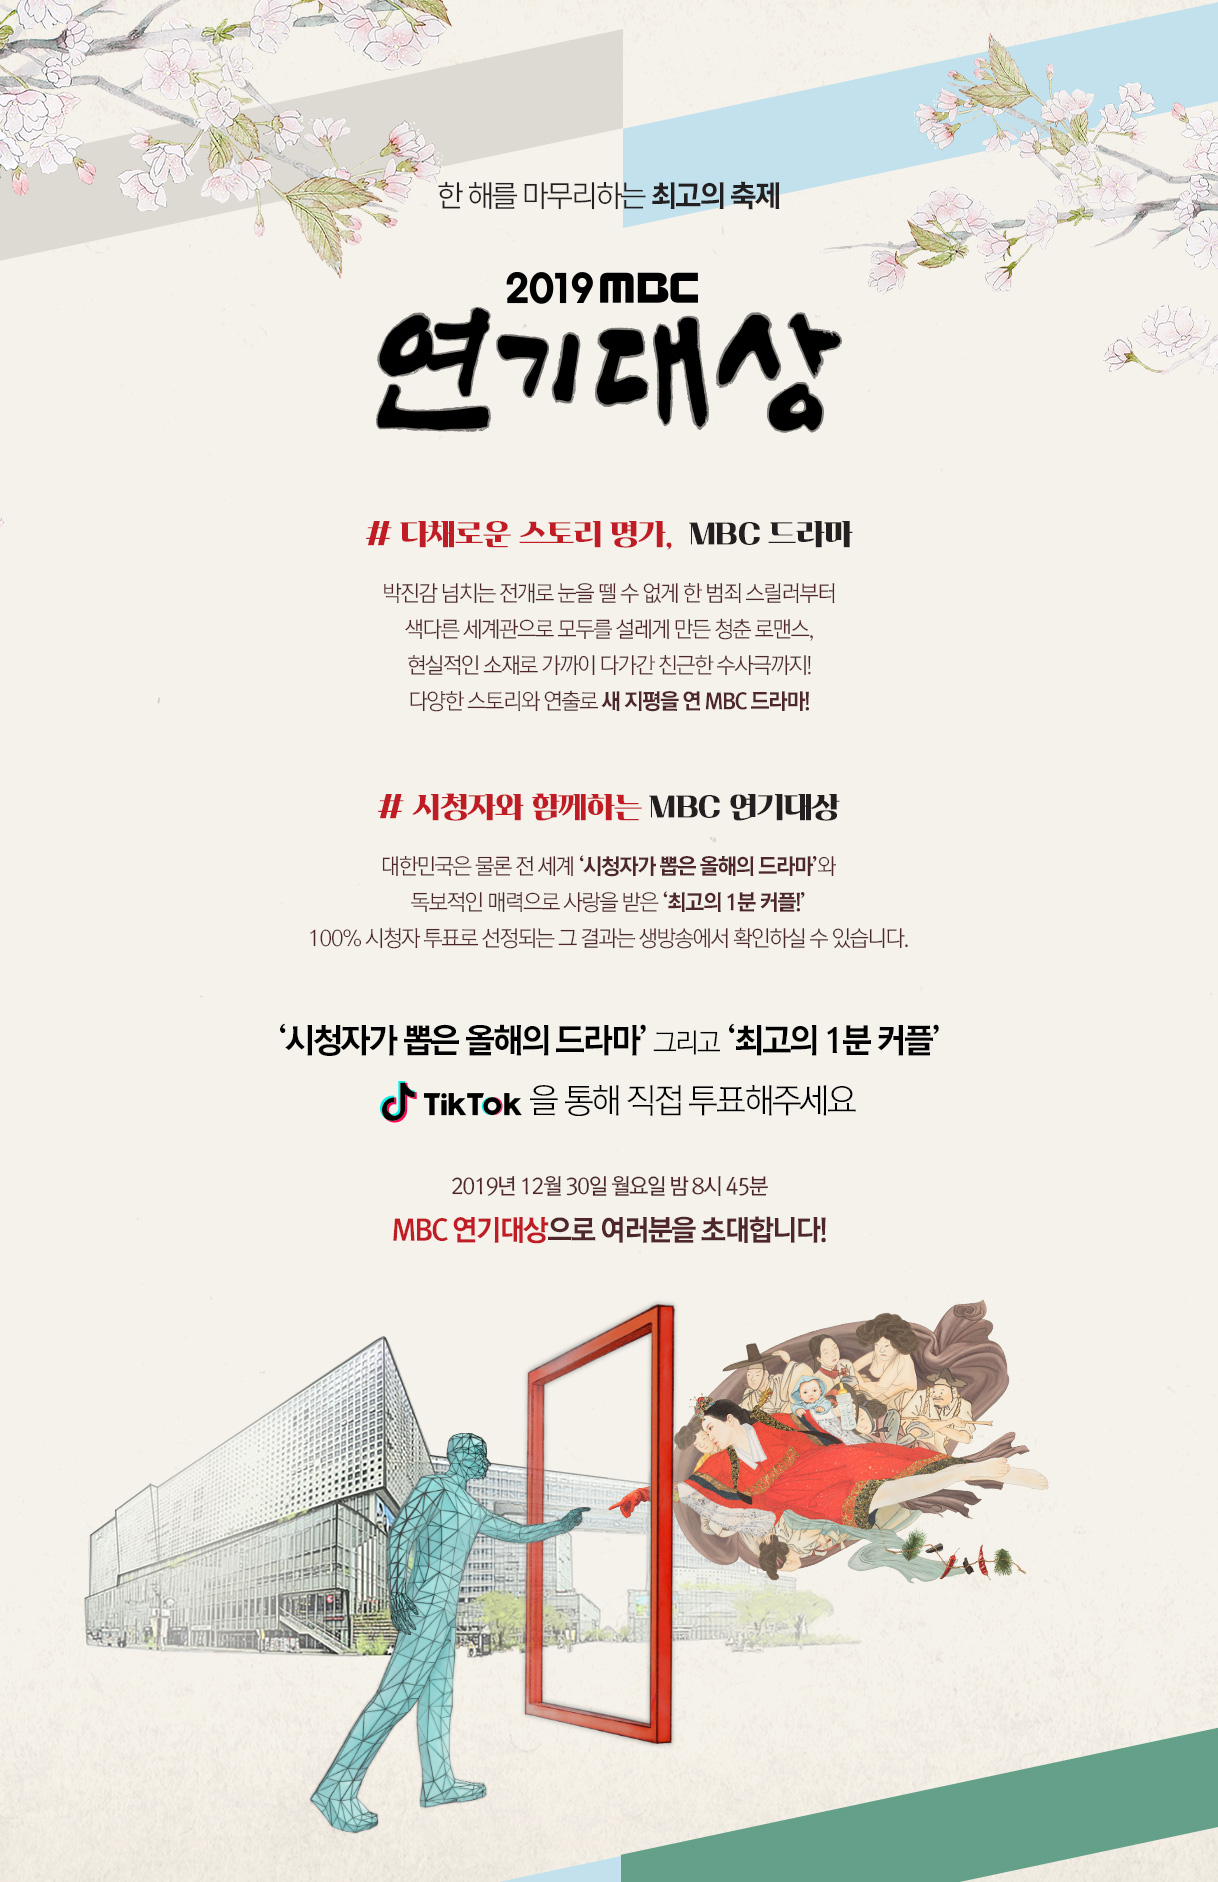 한 해를 마무리하는 최고의 축제
2019 MBC
연기대상
# 다채로운 스토리 명가, MBC 드라마
박진감 넘치는 전개로 눈을 뗄 수 없게 한 범죄 스릴러부터
색다른 세계관으로 모두를 설레게 만든 청춘 로맨스,
현실적인 소재로 가까이 다가간 친근한 수사극까지!
다양한 스토리와 연출로 새 지평을 연 MBC 드라마!
# 시청자와 함께하는 MBC 연기대상
대한민국은 물론 전 세계 ‘시청자가 뽑은 올해의 드라마’와
독보적인 매력으로 사랑을 받은 ‘최고의 1분 커플!’
100% 시청자 투표로 선정되는 그 결과는 생방송에서 확인하실 수 있습니다.
‘시청자가 뽑은 올해의 드라마’ 그리고 ‘최고의 1분 커플’
TikTok 을 통해 직접 투표해주세요
2019년 12월 30일 월요일 밤 8시 45분
MBC 연기대상으로 여러분을 초대합니다!